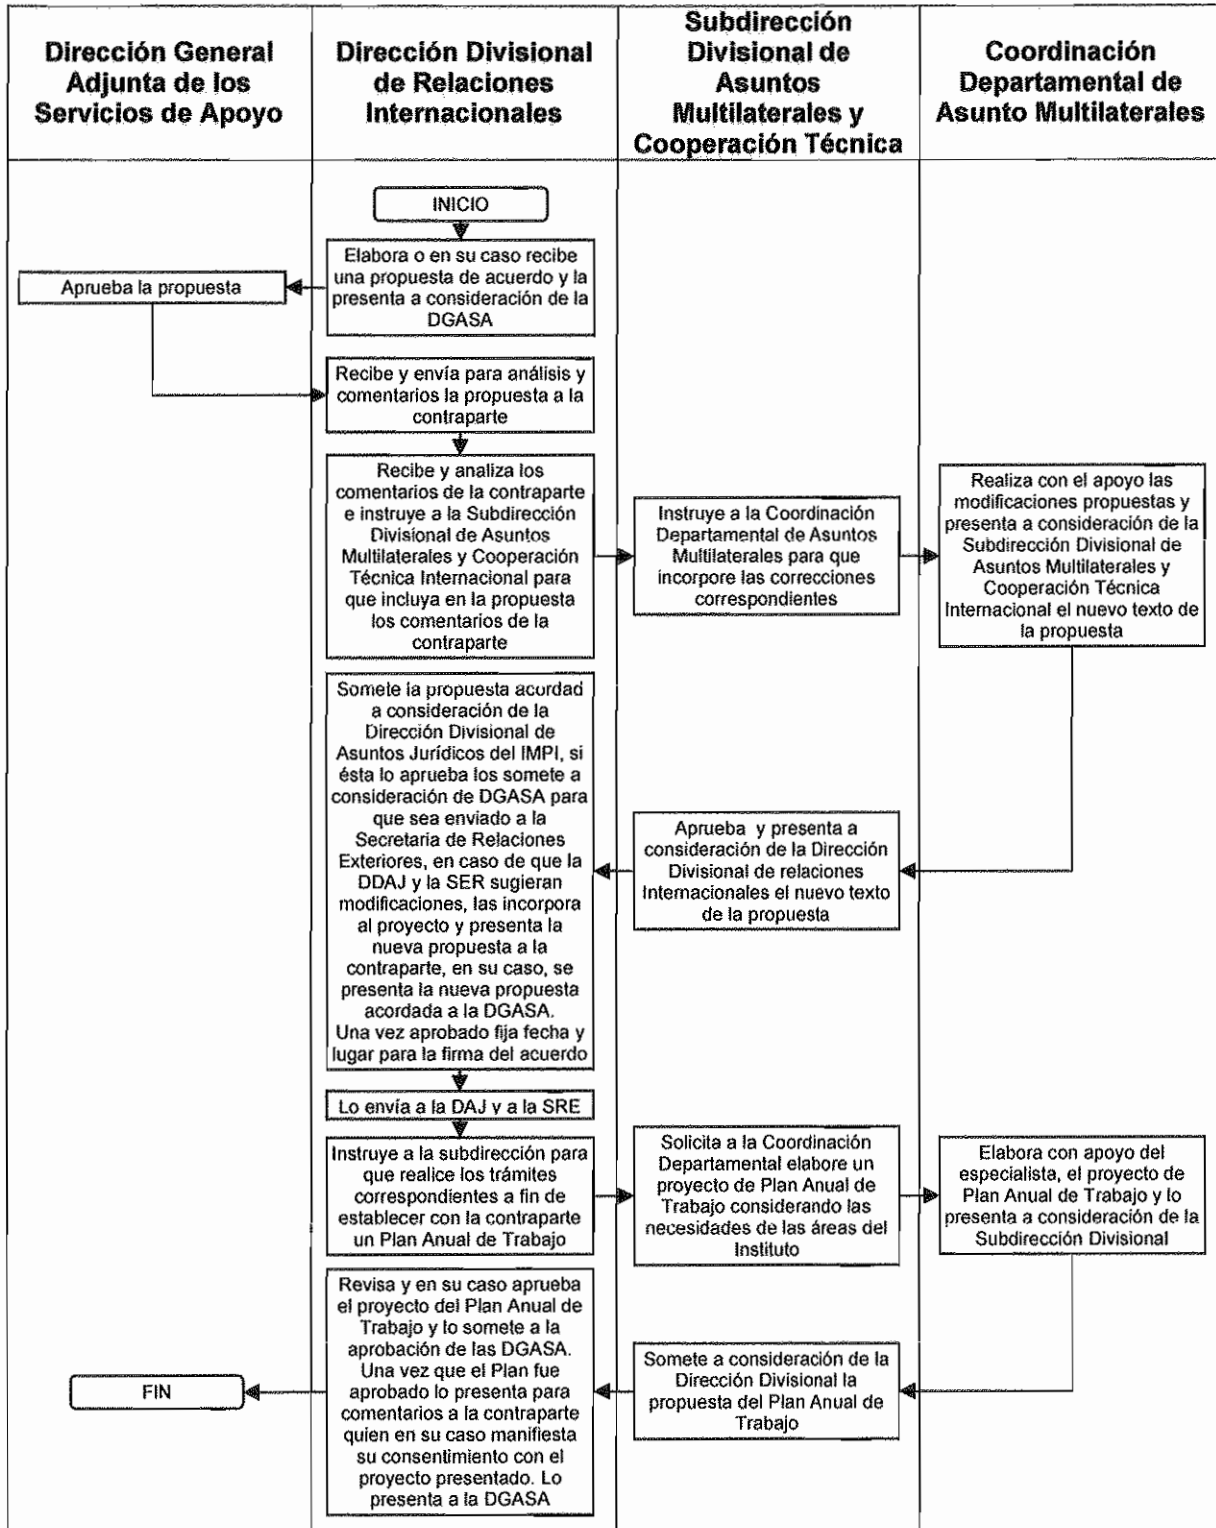 Dirección General
Adjunta de los
Servicios de Apoyo
Dirección Divisional
de Relaciones
Internacionales
Subdirección
Divisional de
Asuntos
Multilaterales y
Cooperación Técnica
Coordinación
Departamental de
Asunto Multilaterales
INICIO
Elabora o en su caso recibe
una propuesta de acuerdo y la
presenta a consideración de la
DGASA
Aprueba la propuesta
Recibe y envía para análisis y
comentarios la propuesta a la
contraparte
Recibe y analiza los
comentarios de la contraparte
e instruye a la Subdirección
Divisional de Asuntos
Multilaterales y Cooperación
Técnica Internacional para
que incluya en la propuesta
los comentarios de la
contraparte
Instruye a la Coordinación
Departamental de Asuntos
Multilaterales para que
incorpore las correcciones
correspondientes
Realiza con el apoyo las
modificaciones propuestas y
presenta a consideración de la
Subdirección Divisional de
Asuntos Multilaterales y
Cooperación Técnica
Internacional el nuevo texto de
la propuesta
Aprueba y presenta a
consideración de la Dirección
Divisional de relaciones
Internacionales el nuevo texto
de la propuesta
Somete la propuesta acordad
a consideración de la
Dirección Divisional de
Asuntos Jurídicos del IMPI, si
ésta lo aprueba los somete a
consideración de DGASA para
que sea enviado a la
Secretaria de Relaciones
Exteriores, en caso de que la
DDAJ y la SER sugieran
modificaciones, las incorpora
al proyecto y presenta la
nueva propuesta a la
contraparte, en su caso, se
presenta la nueva propuesta
acordada a la DGASA.
Una vez aprobado fija fecha y
lugar para la firma del acuerdo
Lo envía a la DAJ y a la SRE
Instruye a la subdirección para
que realice los trámites
correspondientes a fin de
establecer con la contraparte
un Plan Anual de Trabajo
Solicita a la Coordinación
Departamental elabore un
proyecto de Plan Anual de
Trabajo considerando las
necesidades de las áreas del
Instituto
Elabora con apoyo del
especialista, el proyecto de
Plan Anual de Trabajo y lo
presenta a consideración de la
Subdirección Divisional
Somete a consideración de la
Dirección Divisional la
propuesta del Plan Anual de
Trabajo
Revisa y en su caso aprueba
el proyecto del Plan Anual de
Trabajo y lo somete a la
aprobación de las DGASA.
Una vez que el Plan fue
aprobado lo presenta para
comentarios a la contraparte
quien en su caso manifiesta
su consentimiento con el
proyecto presentado. Lo
presenta a la DGASA
FIN